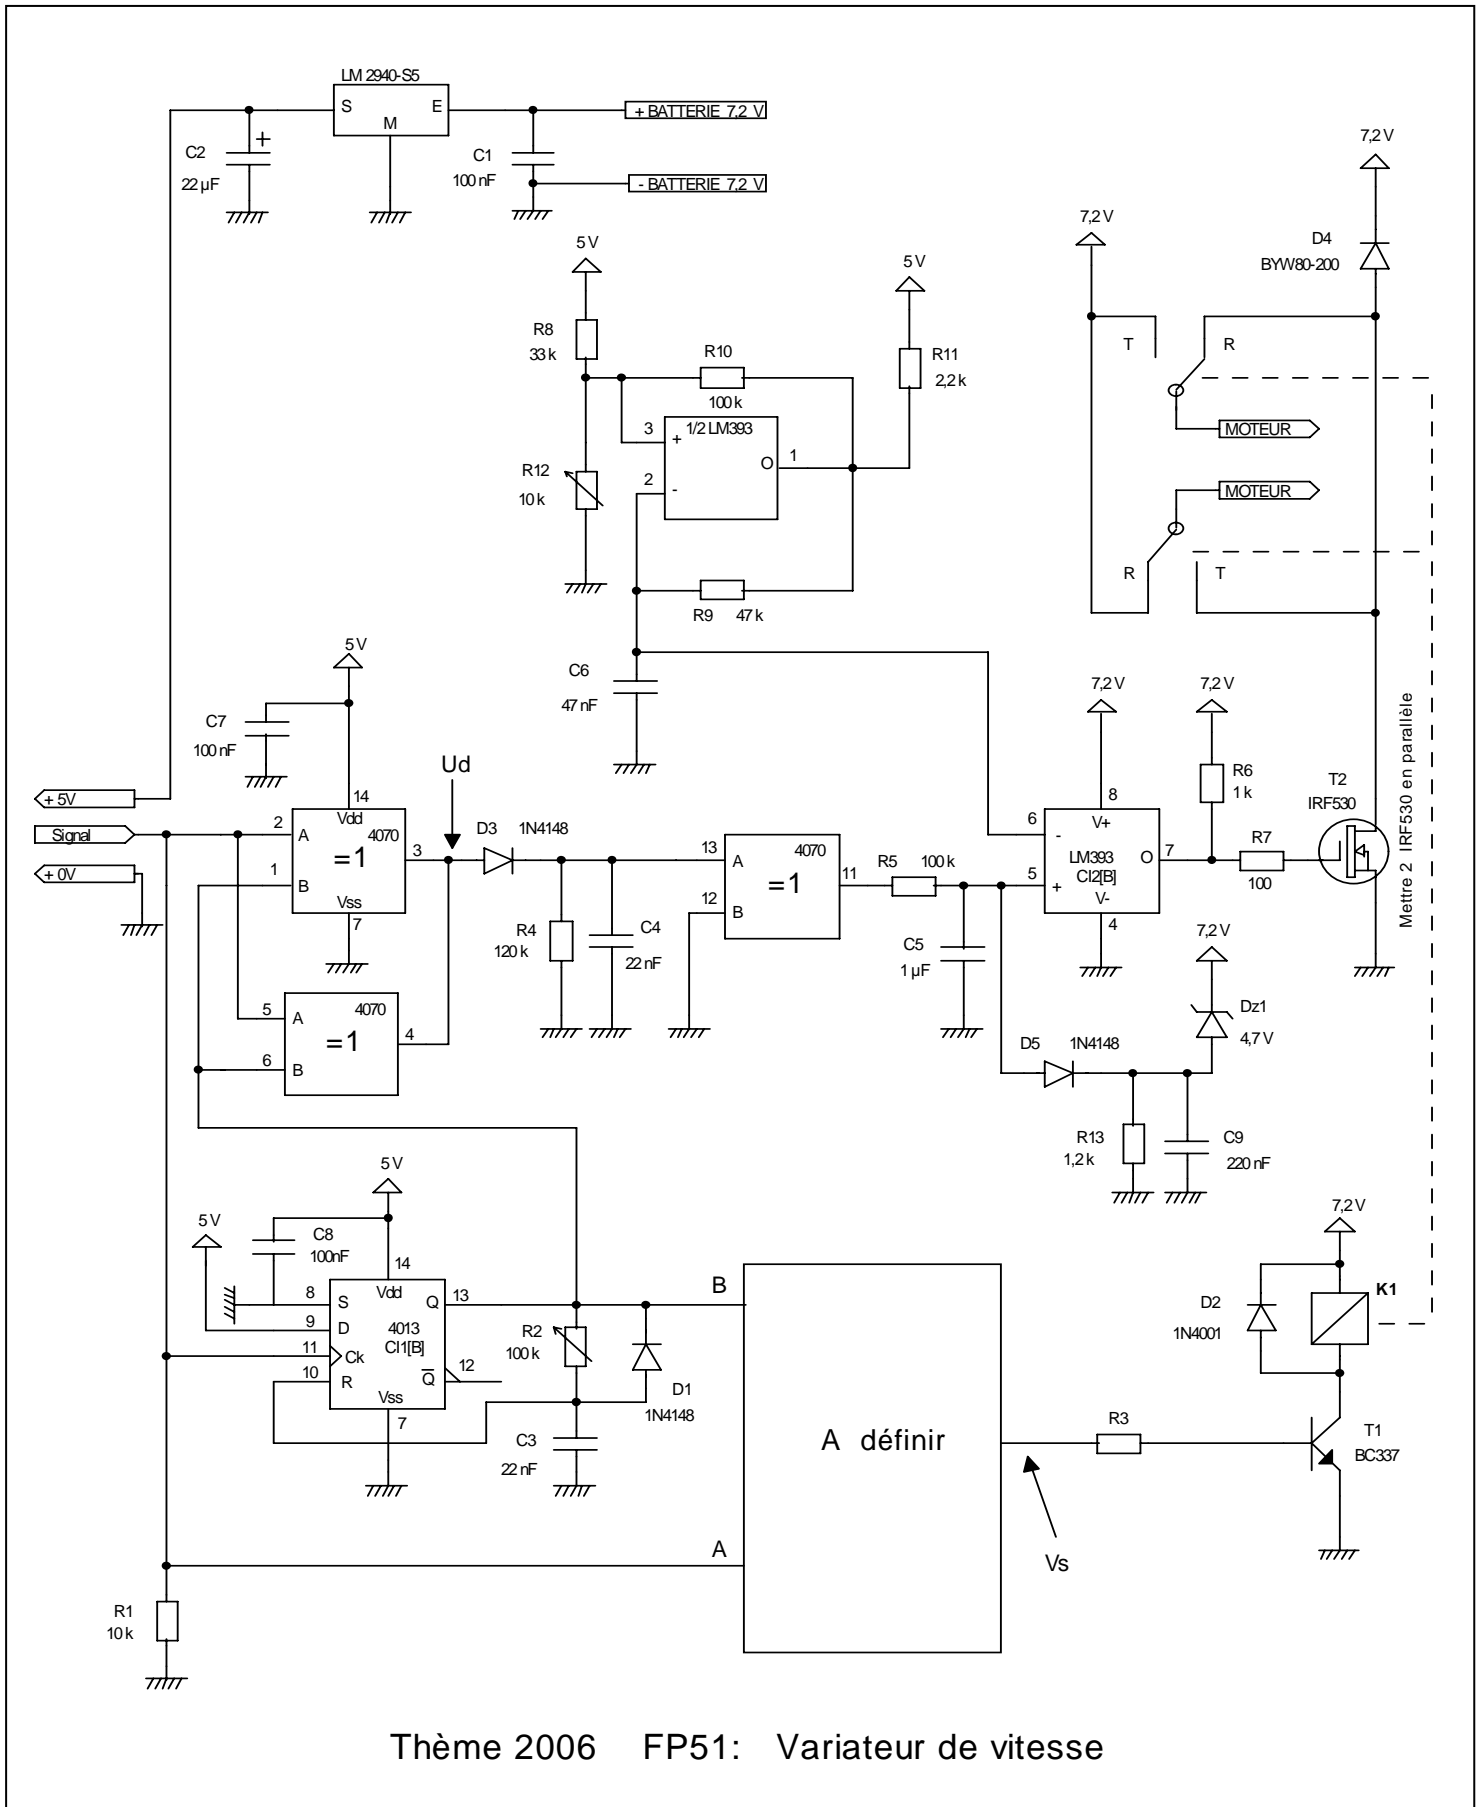 LM 2940-S5
S
E
M
+ BATTERIE 7,2 V
- BATTERIE 7,2 V
C2
+
22 µF
C1
100 nF
7,2 V
7,2 V
D4
BYW80-200
5 V
5 V
R8
33 k
R10
100 k
R11
2,2 k
T
R
1/2 LM393
3
+
O
1
2
-
R12
10 k
MOTEUR
MOTEUR
R
T
R9
47 k
C6
47 nF
5 V
C7
100 nF
Ud
7,2 V
7,2 V
R6
1 k
T2
IRF530
Mettre 2 IRF530 en parallèle
+ 5V
Signal
+ 0V
14
Vdd
4070
2
A
=1
3
1
B
Vss
7
D3
1N4148
R4
120 k
C4
22 nF
13
A
4070
=1
11
12
B
R5
100 k
C5
1 µF
8
V+
6
-
LM393
CI2[B]
O
7
5
+
V-
4
R7
100
7,2 V
Dz1
4,7 V
5
A
4070
=1
4
6
B
D5
1N4148
R13
1,2 k
C9
220 nF
5 V
5 V
C8
100nF
14
Vdd
8
S
Q
13
9
D
4013
CI1[B]
11
Ck
12
10
R
Q
Vss
7
R2
100 k
D1
1N4148
C3
22 nF
B
A définir
A
Vs
R3
7,2 V
D2
1N4001
K1
T1
BC337
R1
10 k
Thème 2006 FP51: Variateur de vitesse